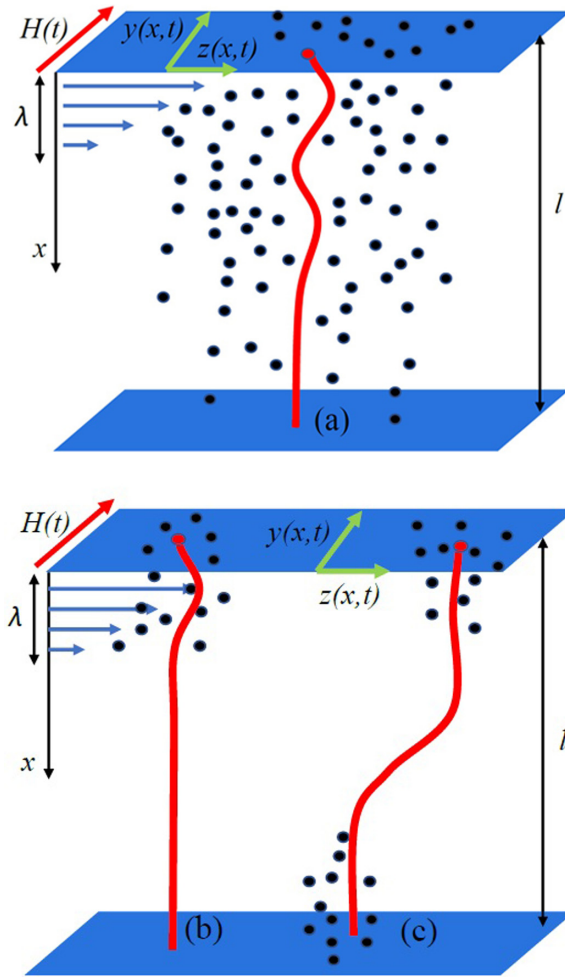 H(t)
y(x,t)
z(x,t)
λ
x
l
(a)
H(t)
y(x,t)
z(x,t)
λ
x
l
(b)
(c)